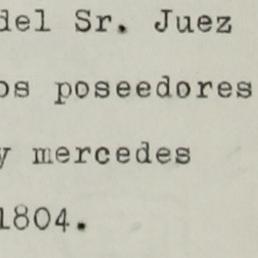 del Sr. Juez
os poseedores
y mercedes
1804.